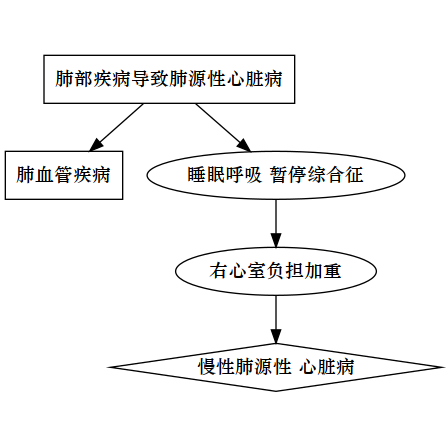 肺部疾病导致肺源性心脏病
肺血管疾病
睡眠呼吸 暂停综合征
右心室负担加重
慢性肺源性 心脏病